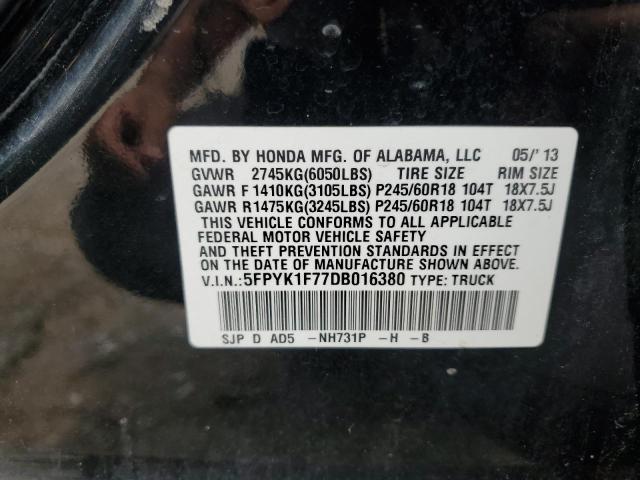 MFD. BY HONDA MFG. OF ALABAMA, LLC 05/'13
GVWR 2745KG(6050LBS) TIRE SIZE RIM SIZE
GAWR F1410KG(3105LBS) P245/60R18 104T 18X7.5J
GAWR R1475KG(3245LBS) P245/60R18 104T 18X7.5J
THIS VEHICLE CONFORMS TO ALL APPLICABLE
FEDERAL MOTOR VEHICLE SAFETY
AND THEFT PREVENTION STANDARDS IN EFFECT
ON THE DATE OF MANUFACTURE SHOWN ABOVE.
V.I.N.:5FPYK1F77DB016380 TYPE: TRUCK
SJP D AD5 -NH731P -H -B